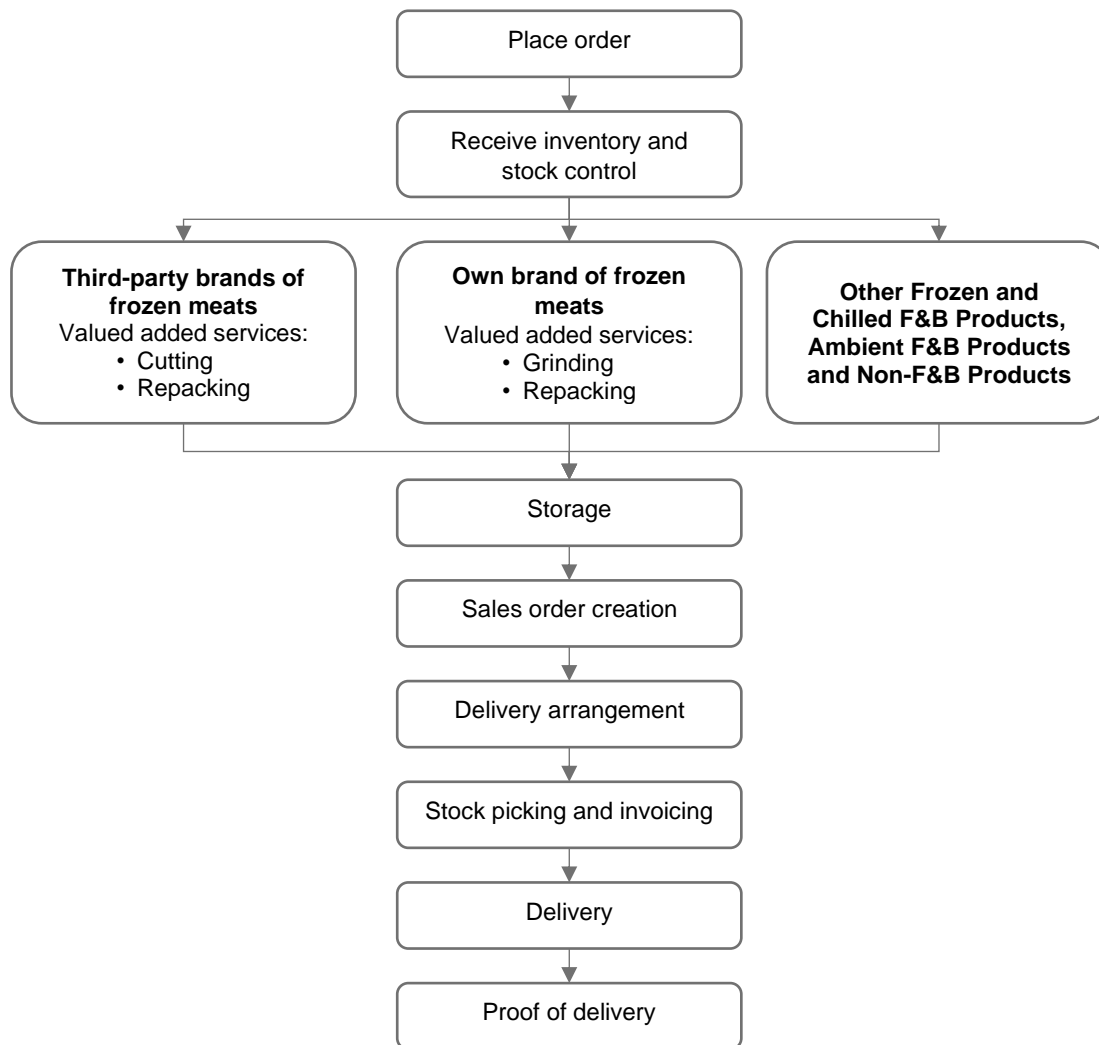 Place order
Receive inventory and
stock control
Third-party brands of
frozen meats
Valued added services:
• Cutting
• Repacking
Own brand of frozen
meats
Valued added services:
• Grinding
• Repacking
Other Frozen and
Chilled F&B Products,
Ambient F&B Products
and Non-F&B Products
Storage
Sales order creation
Delivery arrangement
Stock picking and invoicing
Delivery
Proof of delivery